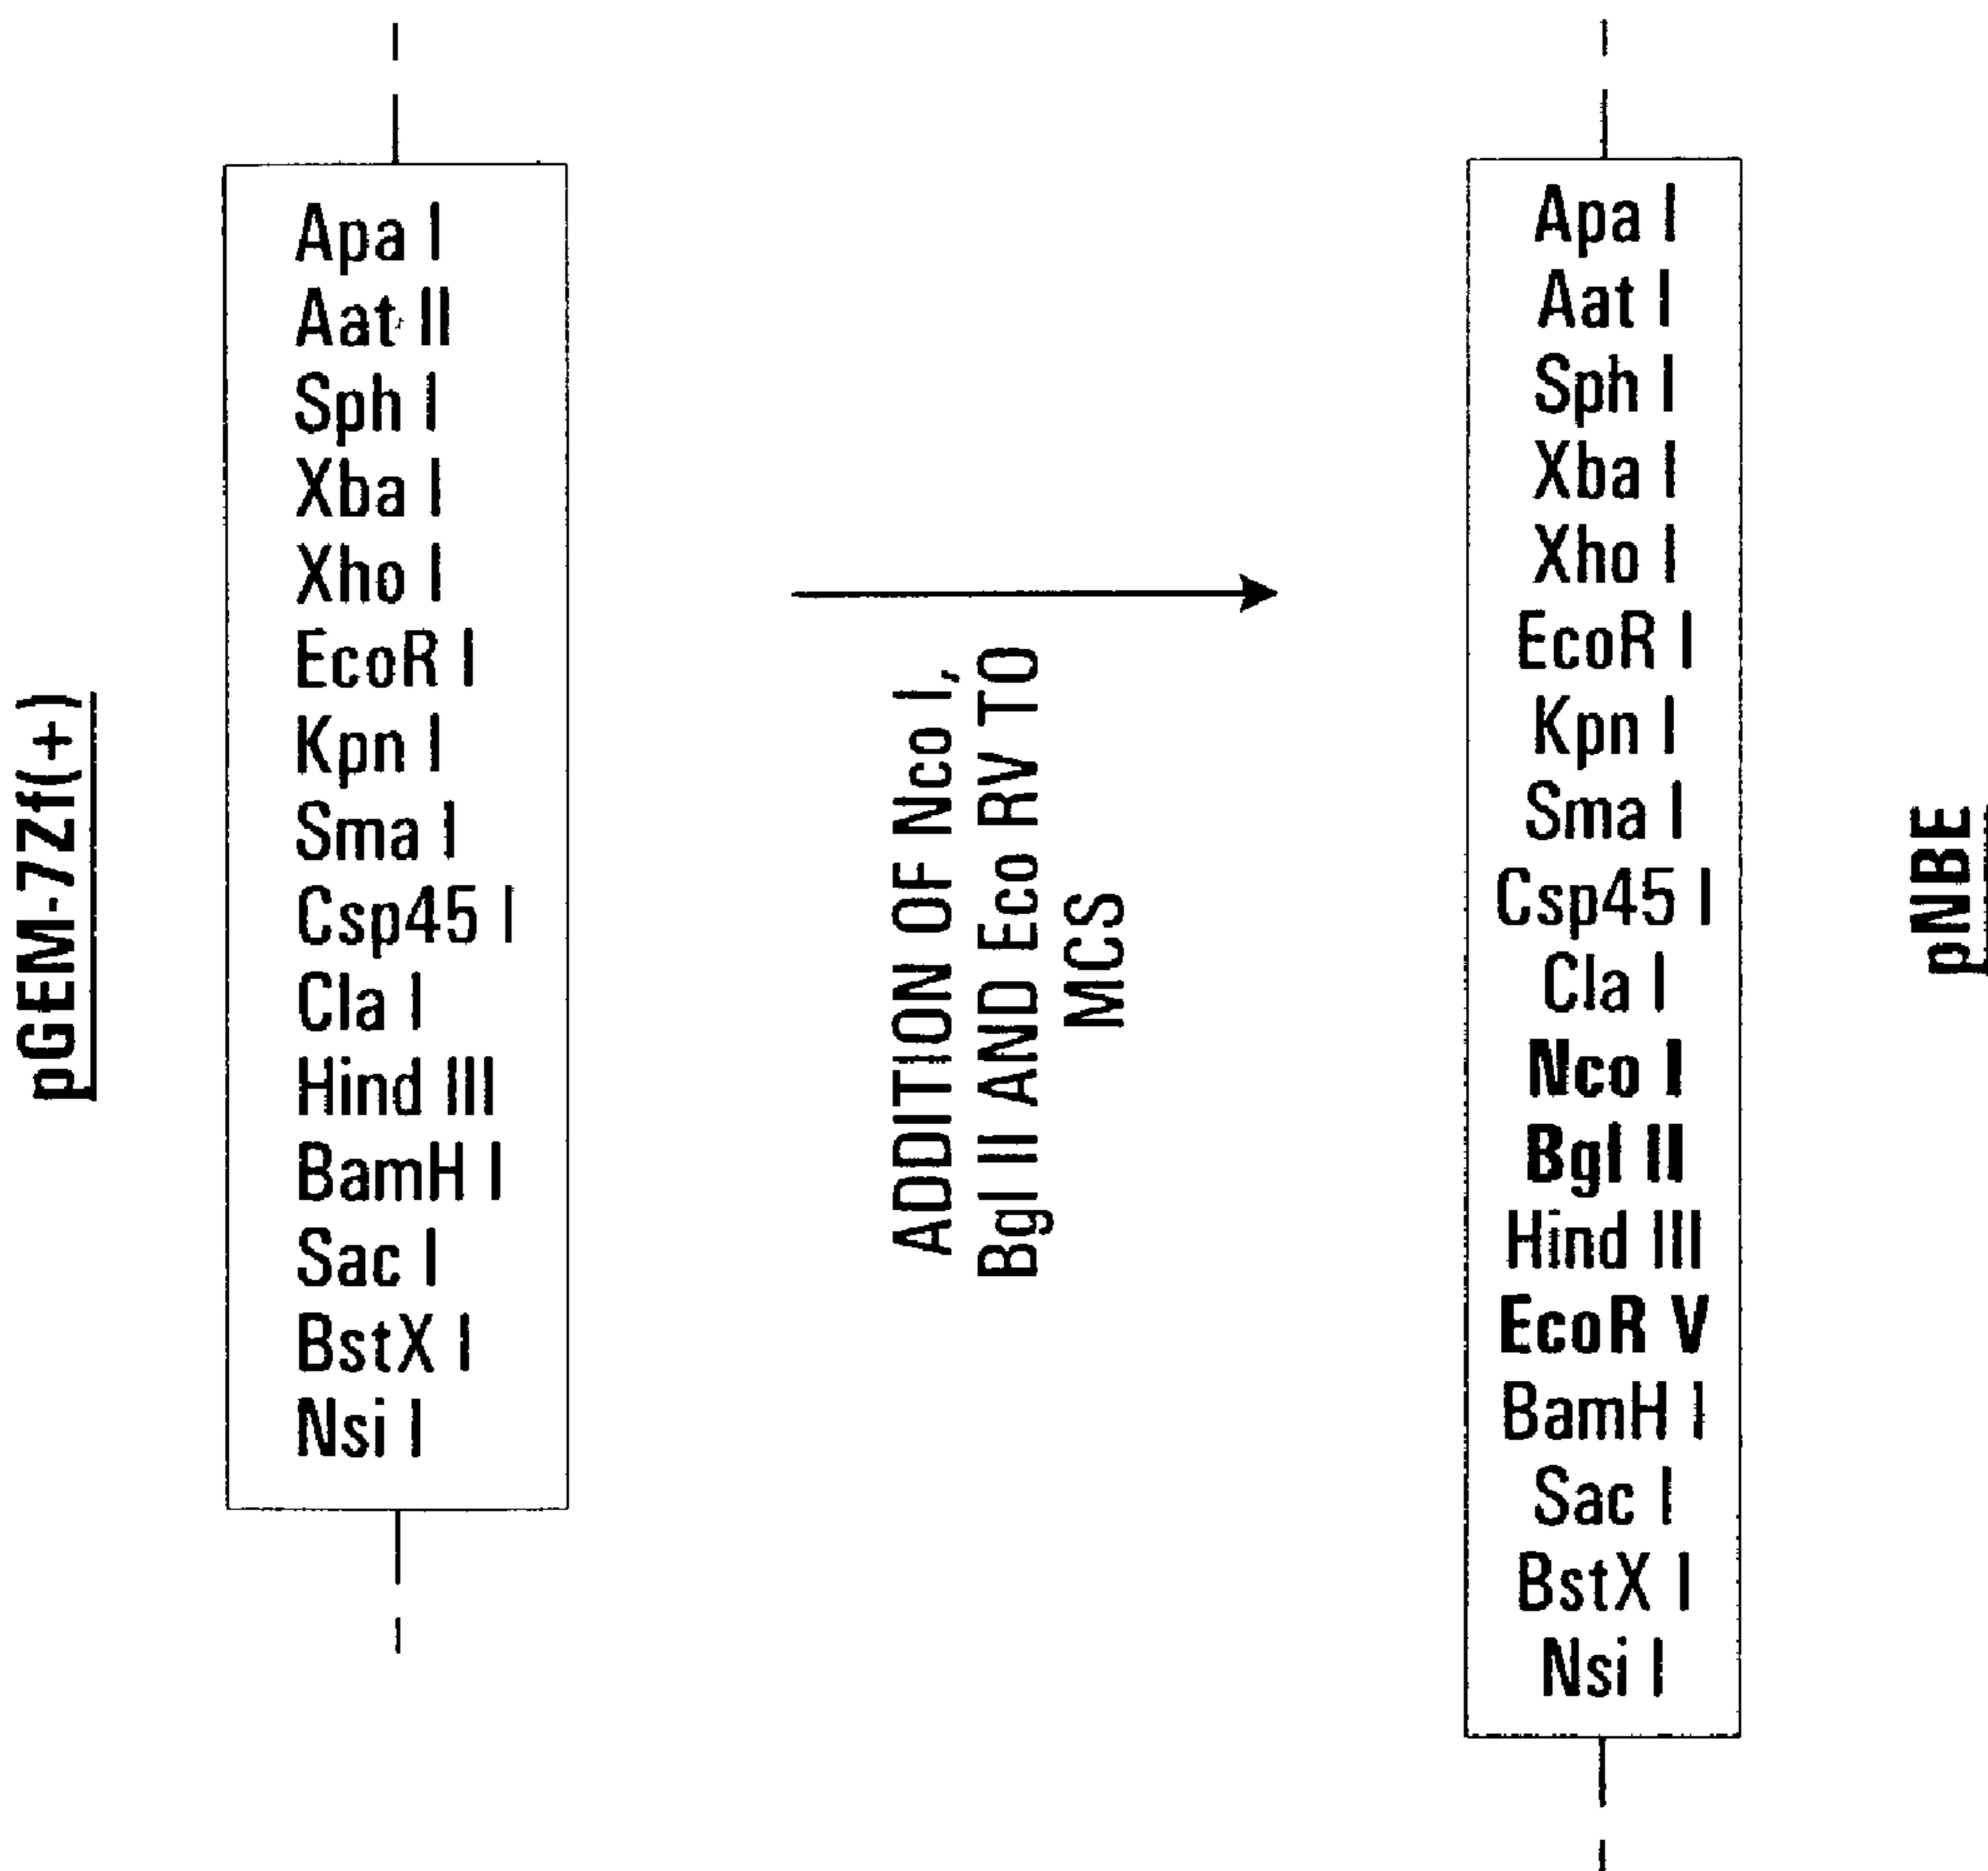 pGEM-7Zf(+)
Apa I
Aat II
Sph I
Xba I
Xho I
EcoR I
Kpn I
Sma I
Csp45 I
Cla I
Hind III
BamH I
Sac I
BstX I
Nsi I
ADDITION OF Nco I,
Bgl II AND Eco RV TO
MCS
Apa I
Aat I
Sph I
Xba I
Xho I
EcoR I
Kpn I
Sma I
Csp45 I
Cla I
Nco I
Bgl II
Hind III
EcoR V
BamH I
Sac I
BstX I
Nsi I
pNBE